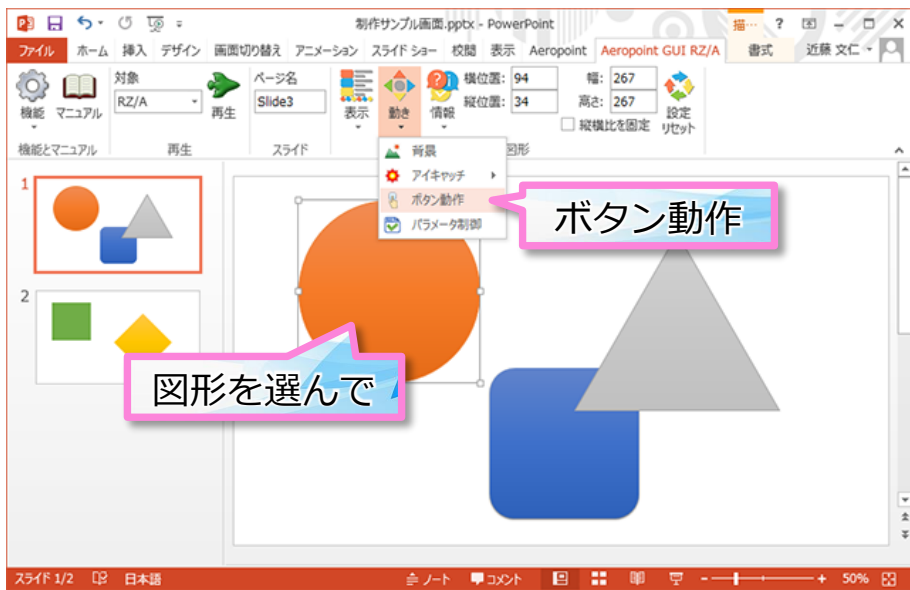 制作サンプル画面.pptx - PowerPoint
描… ?
ファイル ホーム 挿入 デザイン 画面切り替え アニメーション スライド ショー 校閲 表示 Aeropoint Aeropoint GUI RZ/A 書式 近藤 文仁
機能 マニュアル
機能とマニュアル
対象
RZ/A
再生
再生
ページ名
Slide3
スライド
表示 動き 情報
横位置: 94 幅: 267
縦位置: 34 高さ: 267
縦横比を固定
設定
リセット
図形
背景
アイキャッチ
ボタン動作
パラメータ制御
ボタン動作
図形を選んで
1
2
スライド 1/2 日本語 ノート コメント 50%